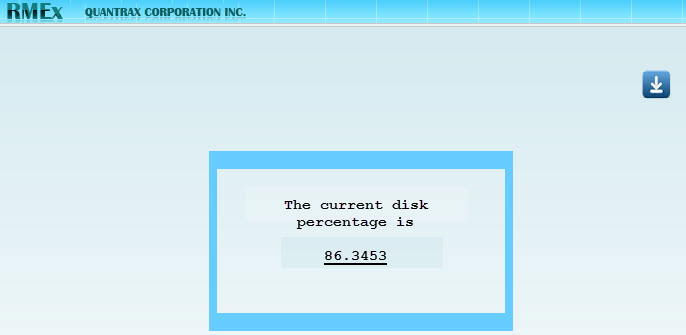 RMEx QUANTRAX CORPORATION INC.
The current disk
percentage is
86.3453